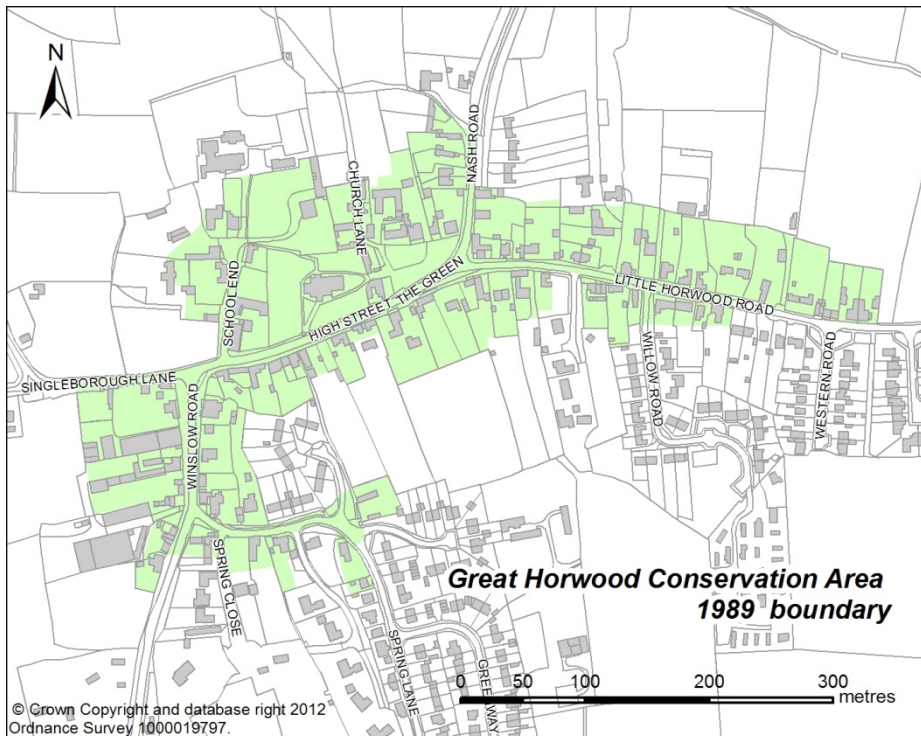 N
NASH ROAD
CHURCH LANE
SCHOOL END
HIGH STREET THE GREEN
LITTLE HORWOOD ROAD
SINGLEBOROUGH LANE
WINSLOW ROAD
WILLOW ROAD
WESTERN ROAD
SPRING CLOSE
SPRING LANE
GREENWAY
Great Horwood Conservation Area
1989 boundary
0 50 100 200 300 metres
© Crown Copyright and database right 2012
Ordnance Survey 1000019797.